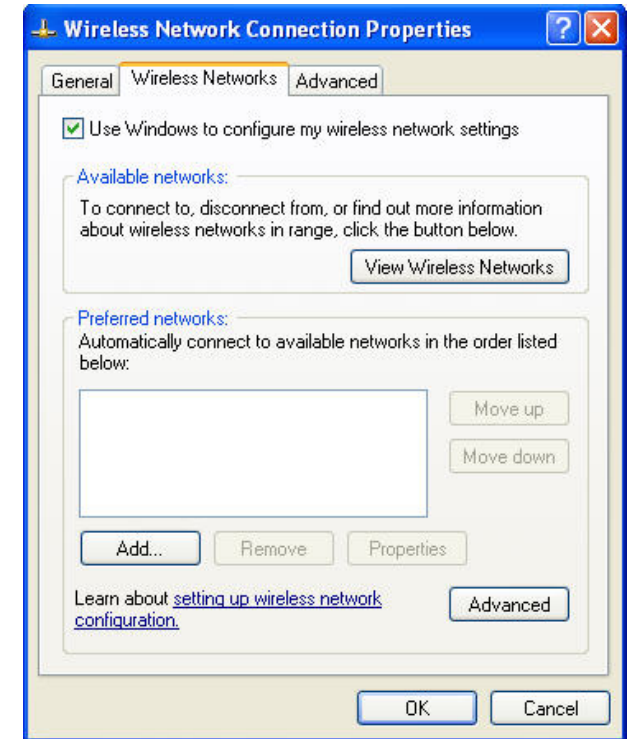 Wireless Network Connection Properties
General Wireless Networks Advanced
Use Windows to configure my wireless network settings
Available networks:
To connect to, disconnect from, or find out more information
about wireless networks in range, click the button below.
View Wireless Networks
Preferred networks:
Automatically connect to available networks in the order listed
below:
Move up
Move down
Add... Remove Properties
Learn about setting up wireless network
configuration.
Advanced
OK Cancel